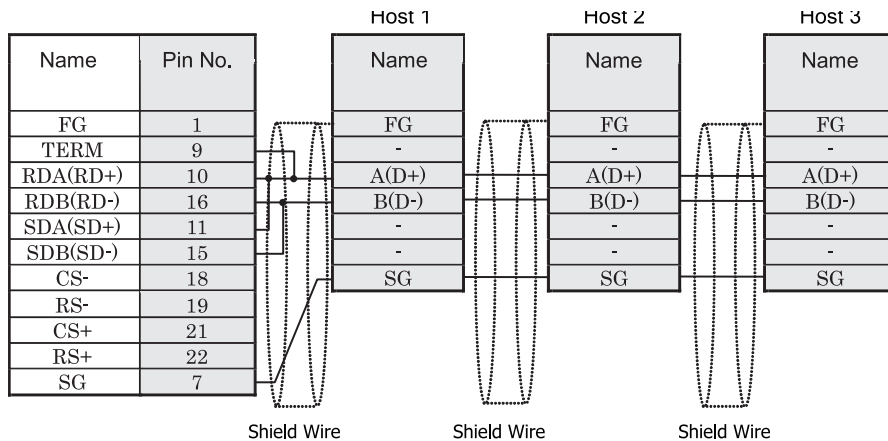 Host 1 Host 2 Host 3
Name Pin No. Name Name Name
FG 1 FG FG FG
TERM 9 - - -
RDA(RD+) 10 A(D+) A(D+) A(D+)
RDB(RD-) 16 B(D-) B(D-) B(D-)
SDA(SD+) 11 - - -
SDB(SD-) 15 - - -
CS- 18 SG SG SG
RS- 19
CS+ 21
RS+ 22
SG 7
Shield Wire Shield Wire Shield Wire